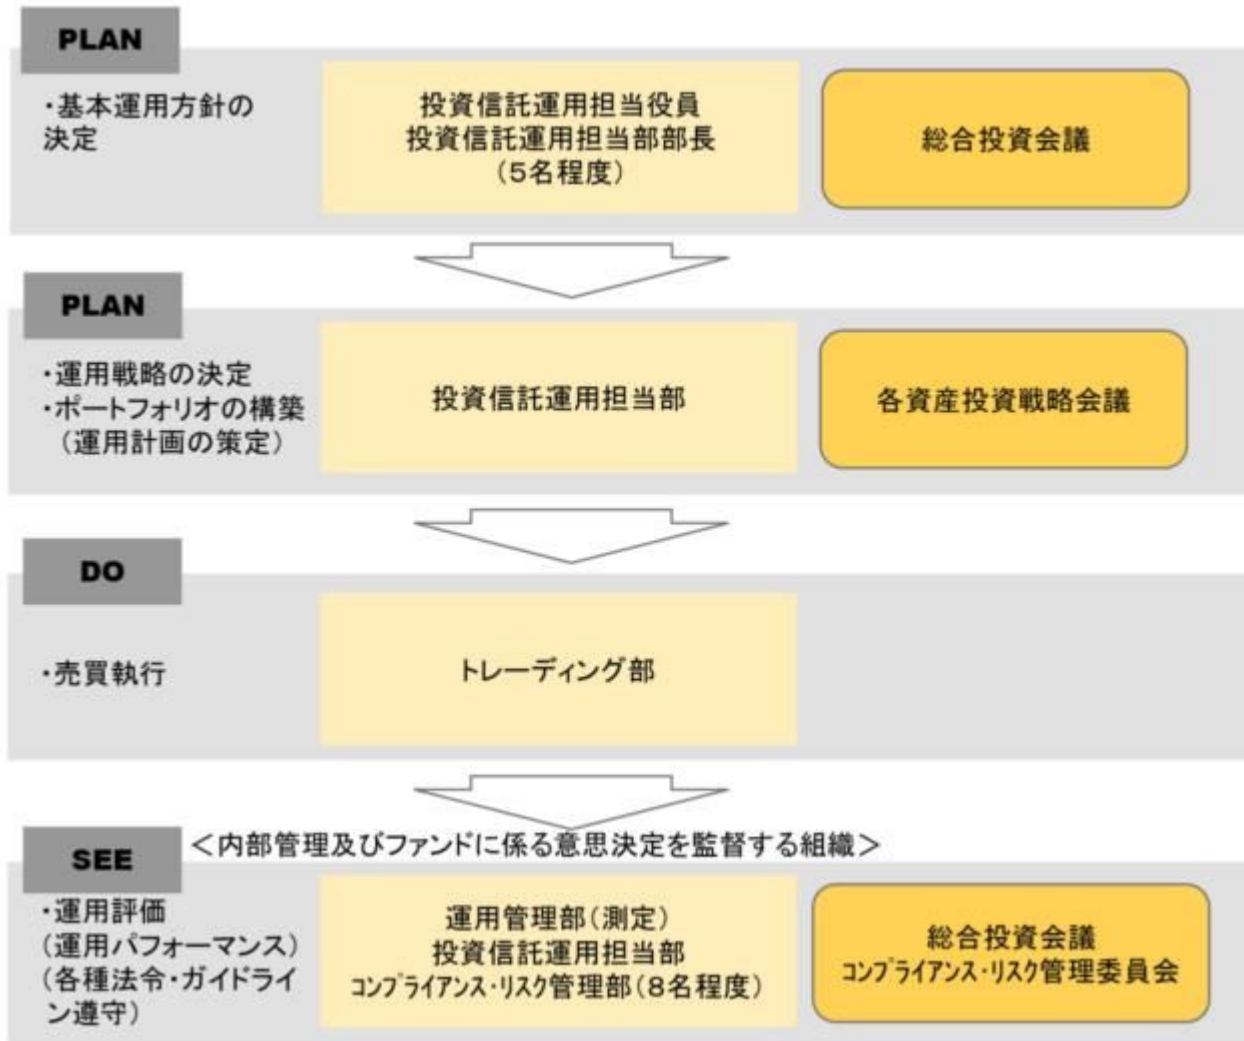 PLAN
・基本運用方針の
決定
投資信託運用担当役員
投資信託運用担当部部長
(5名程度)
総合投資会議
PLAN
・運用戦略の決定
・ポートフォリオの構築
(運用計画の策定)
投資信託運用担当部
各資産投資戦略会議
DO
・売買執行
トレーディング部
SEE
＜内部管理及びファンドに係る意思決定を監督する組織＞
・運用評価
(運用パフォーマンス)
(各種法令・ガイドライ
ン遵守)
運用管理部(測定)
投資信託運用担当部
コンプライアンス・リスク管理部(8名程度)
総合投資会議
コンプライアンス・リスク管理委員会